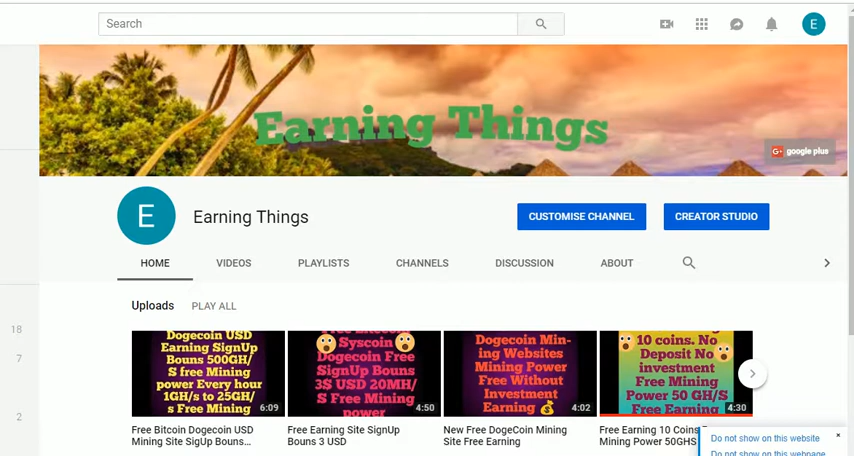 Search
E
Earning Things
G+ google plus
E
Earning Things
CUSTOMISE CHANNEL
CREATOR STUDIO
HOME
VIDEOS
PLAYLISTS
CHANNELS
DISCUSSION
ABOUT
Uploads
PLAY ALL
18
7
2
Dogecoin USD
Earning SignUp
Bouns 500GH/
S free Mining
power Every hour
1GH/s to 25GH/
s Free Mining
6:09
Syscoin
Dogecoin Free
SignUp Bouns
3$ USD 20MH/
S Free Mining
power
4:50
Dogecoin Min-
ing Websites
Mining Power
Free Without
Investment
Earning
4:02
10 coins. No
Deposit No
investment
Free Mining
Power 50 GH/S
Free Earning
4:30
Free Bitcoin Dogecoin USD
Mining Site SigUp Bouns...
Free Earning Site SignUp
Bouns 3 USD
New Free DogeCoin Mining
Site Free Earning
Free Earning 10 Coins
Mining Power 50GHS
Do not show on this website
Do not show on this webpage